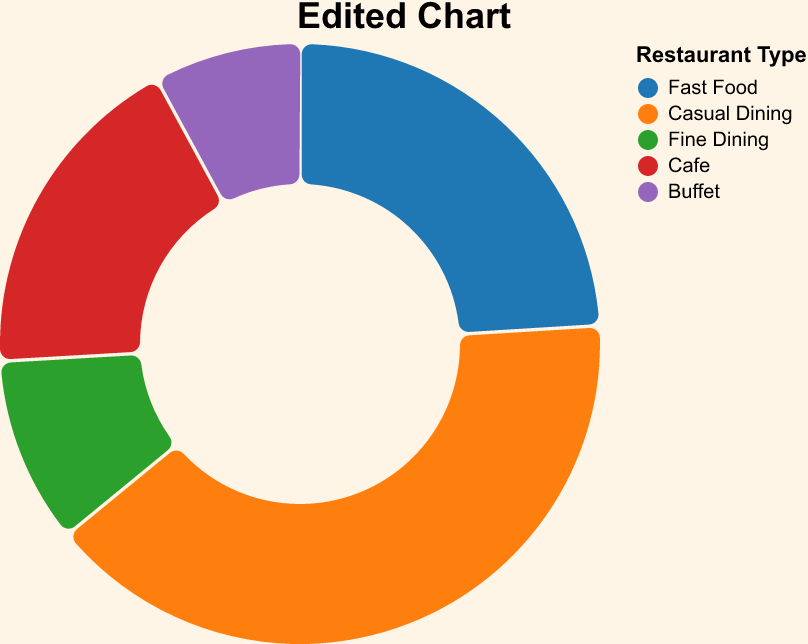 Edited Chart
Restaurant Type
Fast Food
Casual Dining
Fine Dining
Cafe
Buffet